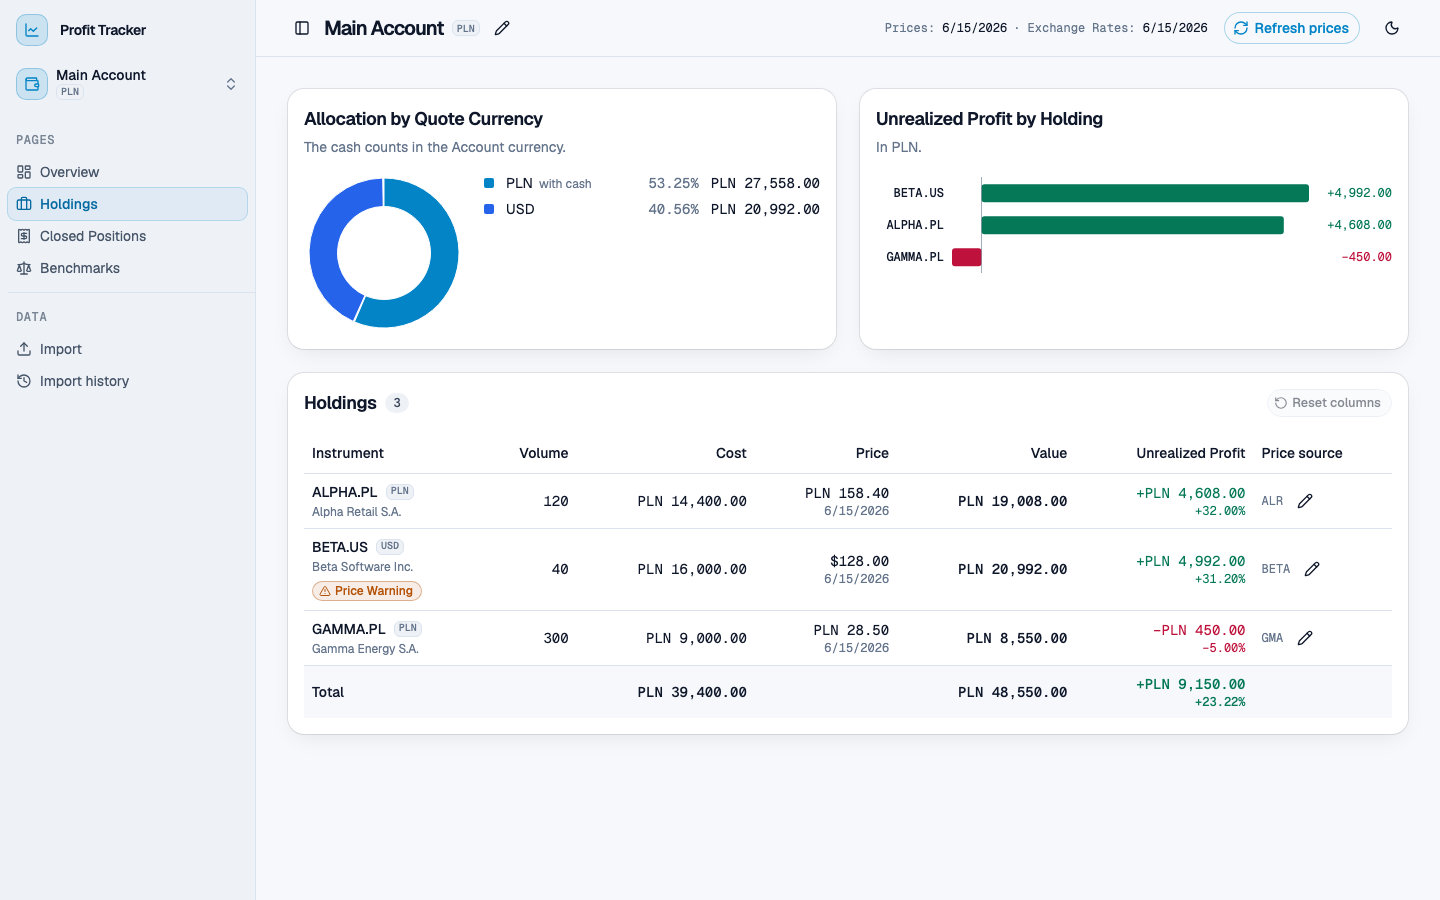 Profit Tracker
Main Account
PLN
PAGES
Overview
Holdings
Closed Positions
Benchmarks
DATA
Import
Import history
Main Account PLN
Prices: 6/15/2026 · Exchange Rates: 6/15/2026
Refresh prices
Allocation by Quote Currency
The cash counts in the Account currency.
PLN with cash 53.25% PLN 27,558.00
USD 40.56% PLN 20,992.00
Unrealized Profit by Holding
In PLN.
BETA.US +4,992.00
ALPHA.PL +4,608.00
GAMMA.PL −450.00
Holdings 3
Reset columns
Instrument Volume Cost Price Value Unrealized Profit Price source
ALPHA.PL PLN 120 PLN 14,400.00 PLN 158.40 PLN 19,008.00 +PLN 4,608.00 ALR
Alpha Retail S.A. 6/15/2026 +32.00%
BETA.US USD 40 PLN 16,000.00 $128.00 PLN 20,992.00 +PLN 4,992.00 BETA
Beta Software Inc. 6/15/2026 +31.20%
Price Warning
GAMMA.PL PLN 300 PLN 9,000.00 PLN 28.50 PLN 8,550.00 −PLN 450.00 GMA
Gamma Energy S.A. 6/15/2026 −5.00%
Total PLN 39,400.00 PLN 48,550.00 +PLN 9,150.00
+23.22%